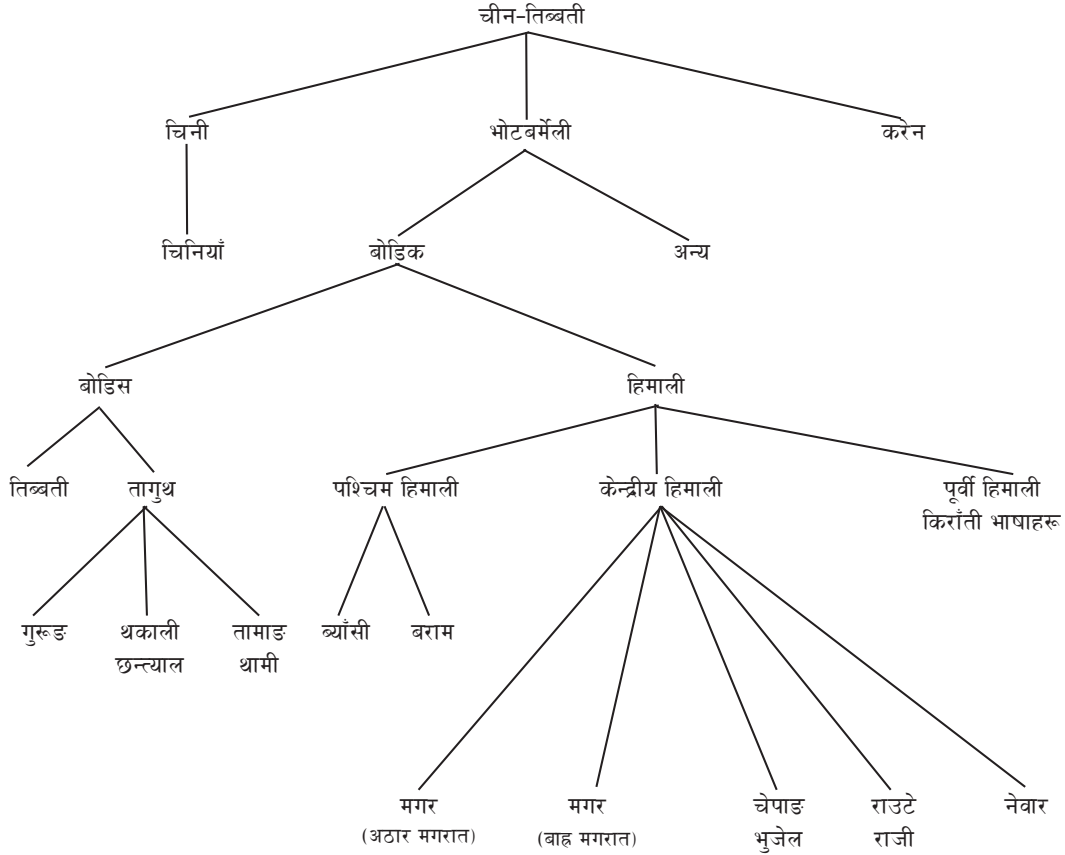 चीन-तिब्बती
चिनी भोटबर्मेली करेन
चिनियाँ बोडिक अन्य
बोडिस हिमाली
तिब्बती तागुथ पश्चिम हिमाली केन्द्रीय हिमाली पूर्वी हिमाली
किराँती भाषाहरू
गुरूङ थकाली तामाङ ब्याँसी बराम
छन्त्याल थामी
मगर मगर चेपाङ राउटे नेवार
(अठार मगरात) (बाह्र मगरात) भुजेल राजी